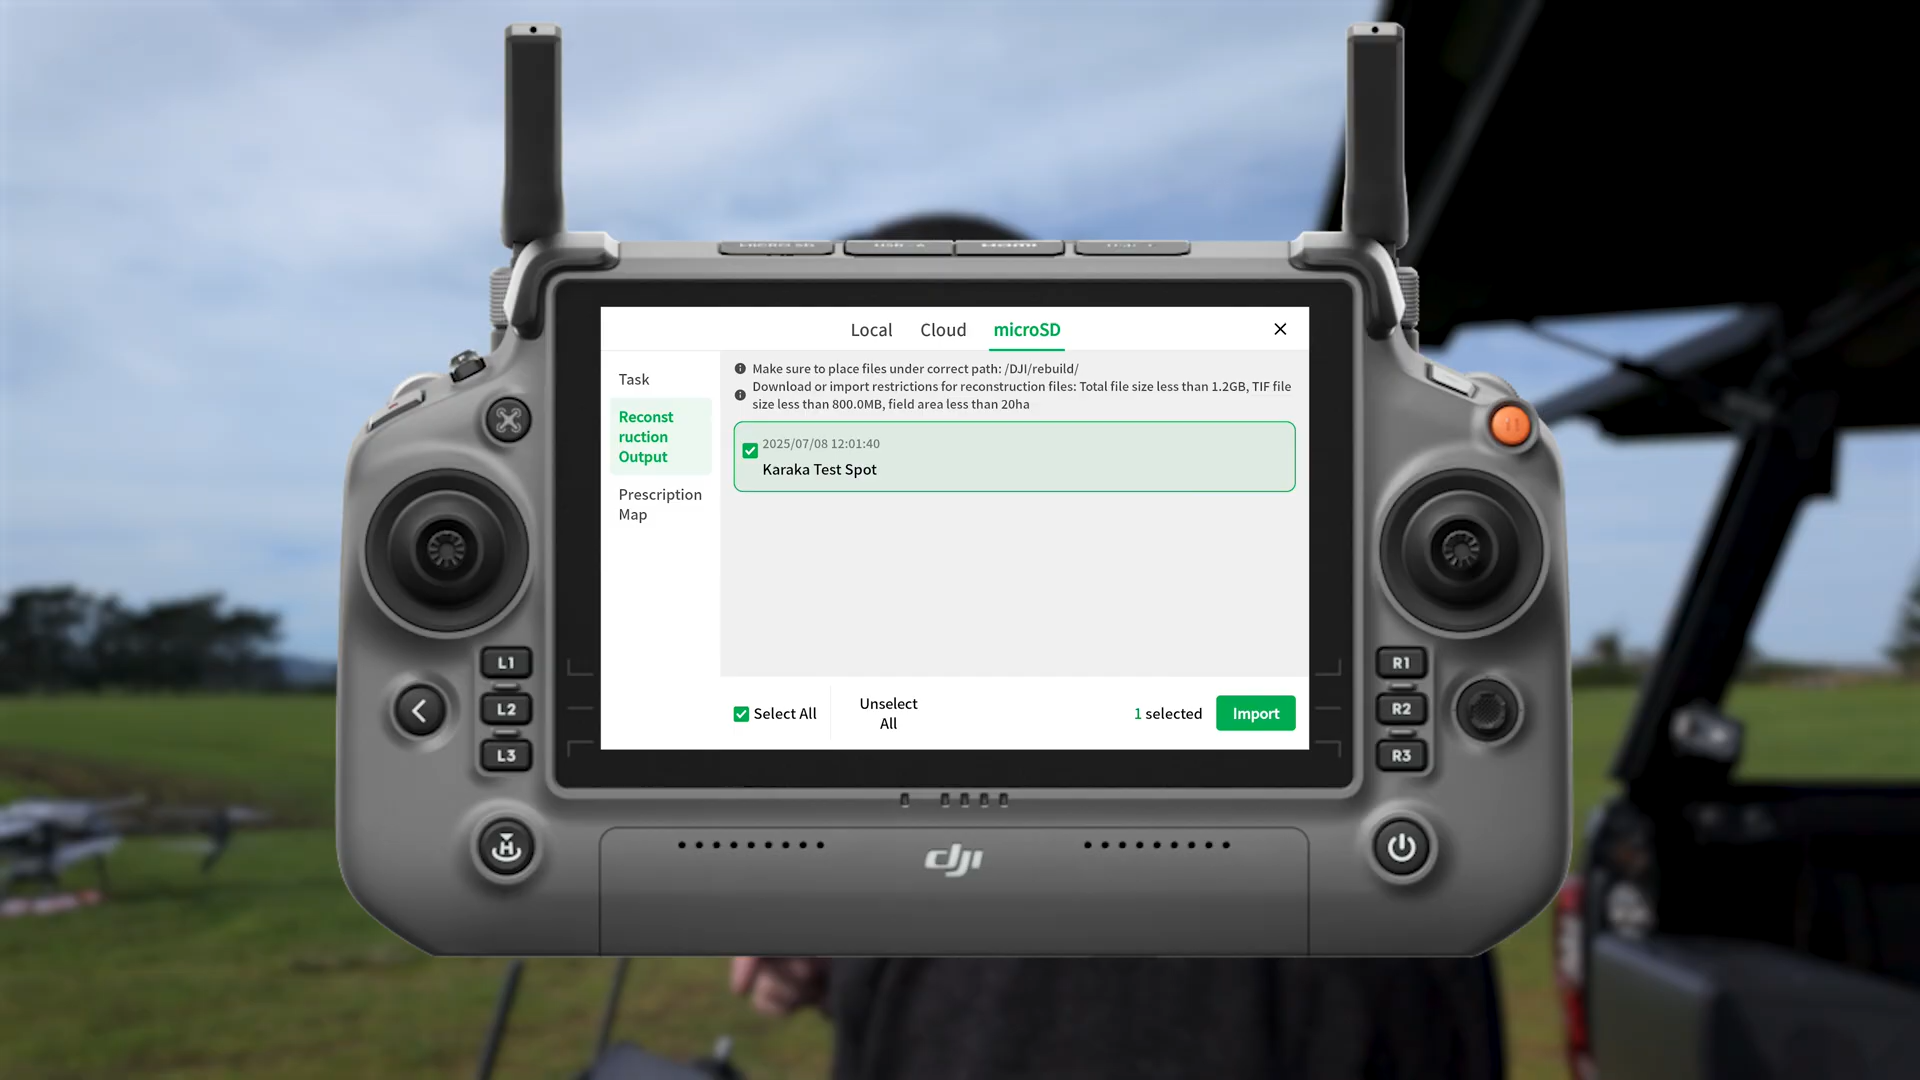 MICRO SD
HDMI
Local Cloud microSD
Task
Reconst
ruction
Output
Prescription
Map
Make sure to place files under correct path: /DJI/rebuild/
Download or import restrictions for reconstruction files: Total file size less than 1.2GB, TIF file
size less than 800.0MB, field area less than 20ha
2025/07/08 12:01:40
Karaka Test Spot
Select All
Unselect
All
1 selected
Import
L1
L2
L3
R1
R2
R3
H
dji